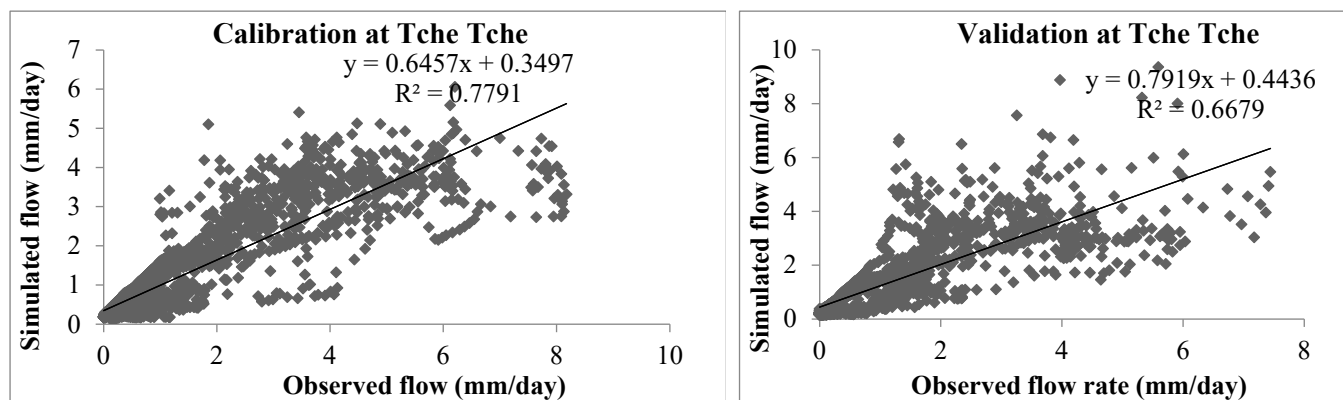 Calibration at Tche Tche
y = 0.6457x + 0.3497
R² = 0.7791
Simulated flow (mm/day)
7
6
5
4
3
2
1
0
0 2 4 6 8 10
Observed flow (mm/day)
Validation at Tche Tche
y = 0.7919x + 0.4436
R² = 0.6679
Simulated flow (mm/day)
10
8
6
4
2
0
0 2 4 6 8
Observed flow rate (mm/day)